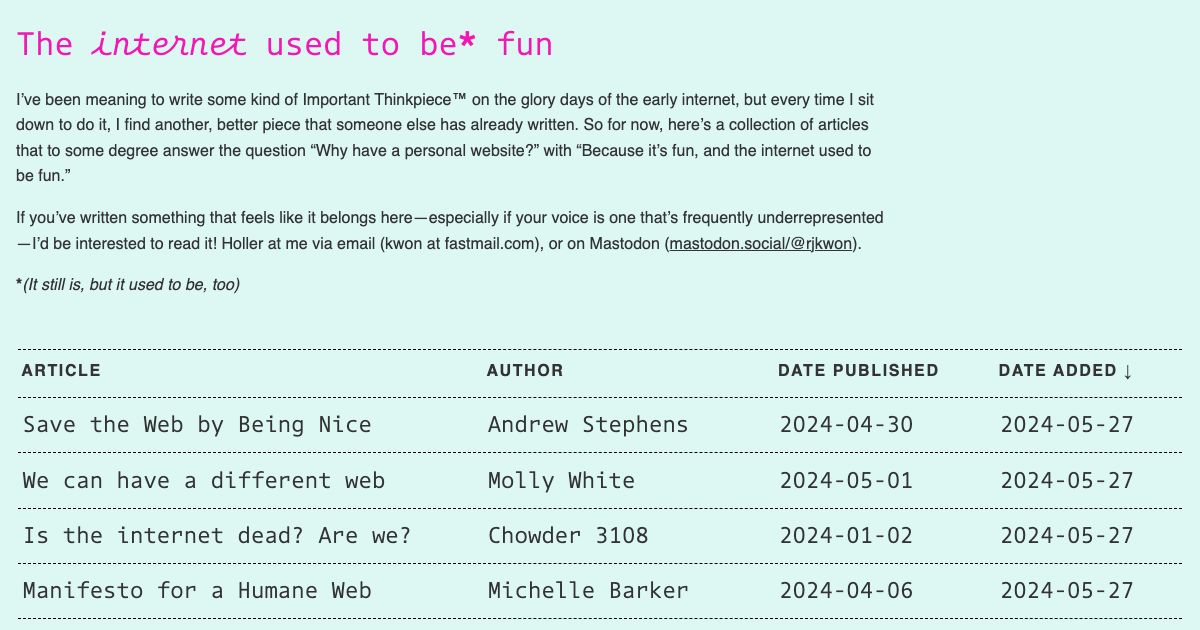 The internet used to be* fun
I’ve been meaning to write some kind of Important Thinkpiece™ on the glory days of the early internet, but every time I sit
down to do it, I find another, better piece that someone else has already written. So for now, here’s a collection of articles
that to some degree answer the question “Why have a personal website?” with “Because it’s fun, and the internet used to
be fun.”
If you’ve written something that feels like it belongs here—especially if your voice is one that’s frequently underrepresented
—I’d be interested to read it! Holler at me via email (kwon at fastmail.com), or on Mastodon (mastodon.social/@rjkwon).
*(It still is, but it used to be, too)
ARTICLE AUTHOR DATE PUBLISHED DATE ADDED ↓
Save the Web by Being Nice Andrew Stephens 2024-04-30 2024-05-27
We can have a different web Molly White 2024-05-01 2024-05-27
Is the internet dead? Are we? Chowder 3108 2024-01-02 2024-05-27
Manifesto for a Humane Web Michelle Barker 2024-04-06 2024-05-27